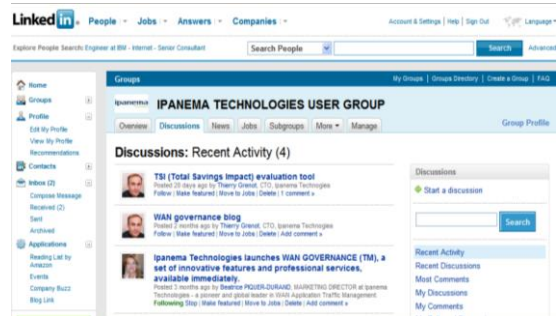 Linked in. People Jobs Answers Companies Account & Settings | Help | Sign Out Language
Explore People Search: Engineer at IBM - Internet - Senior Consultant Search People Search Advanced
Home
Groups
Profile
Edit My Profile
View My Profile
Recommendations
Contacts
Inbox (2)
Compose Message
Received (2)
Sent
Archived
Applications
Reading List by
Amazon
Events
Company Buzz
Blog Link
Groups My Groups | Groups Directory | Create a Group | FAQ
ipanema IPANEMA TECHNOLOGIES USER GROUP
Overview Discussions News Jobs Subgroups More Manage Group Profile
Discussions: Recent Activity (4)
TSI (Total Savings Impact) evaluation tool
Posted 20 days ago by Thierry Grenot, CTO, Ipanema Technologies
Follow | Make featured | Move to Jobs | Delete | 1 comment »
WAN governance blog
Posted 2 months ago by Thierry Grenot, CTO, Ipanema Technologies
Follow | Make featured | Move to Jobs | Delete | Add comment »
Ipanema Technologies launches WAN GOVERNANCE (TM), a
set of innovative features and professional services,
available immediately.
Posted 3 months ago by Beatrice PIQUER-DURAND, MARKETING DIRECTOR at Ipanema
Technologies - a pioneer and global leader in WAN Application Traffic Management
Following Stop | Make featured | Move to Jobs | Delete | Add comment »
Discussions
Start a discussion
Search
Recent Activity
Recent Discussions
Most Comments
My Discussions
My Comments